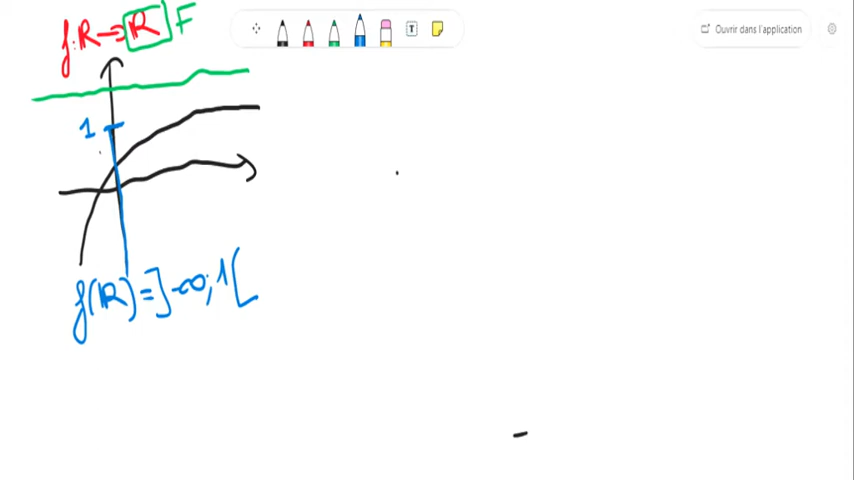 f: R → R F
Ouvrir dans l'application
1
f(R) = ]-∞; 1[